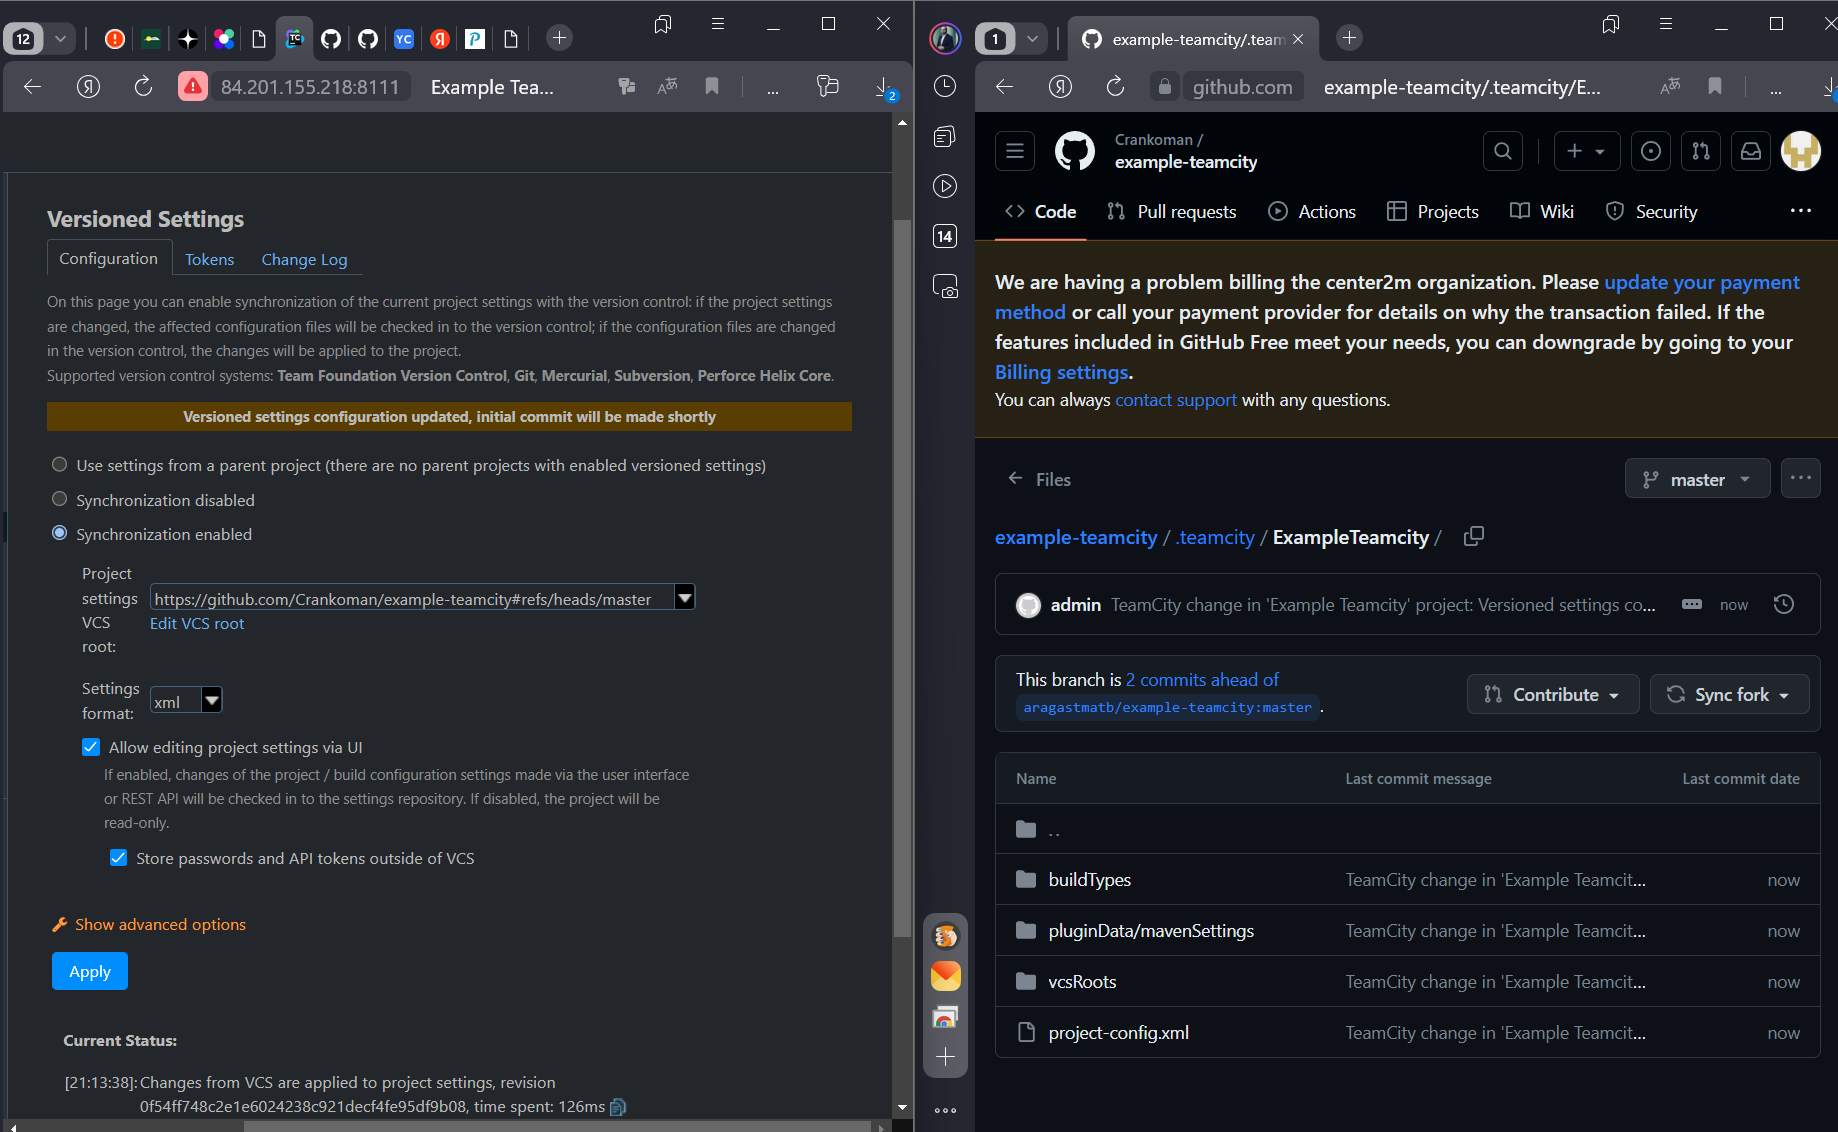 12
TC
YC
Я
P
Я
84.201.155.218:8111
Example Tea...
...
2
Versioned Settings
Configuration
Tokens
Change Log
On this page you can enable synchronization of the current project settings with the version control: if the project settings
are changed, the affected configuration files will be checked in to the version control; if the configuration files are changed
in the version control, the changes will be applied to the project.
Supported version control systems: Team Foundation Version Control, Git, Mercurial, Subversion, Perforce Helix Core.
Versioned settings configuration updated, initial commit will be made shortly
Use settings from a parent project (there are no parent projects with enabled versioned settings)
Synchronization disabled
Synchronization enabled
Project
settings
VCS
root:
https://github.com/Crankoman/example-teamcity#refs/heads/master
Edit VCS root
Settings
format:
xml
Allow editing project settings via UI
If enabled, changes of the project / build configuration settings made via the user interface
or REST API will be checked in to the settings repository. If disabled, the project will be
read-only.
Store passwords and API tokens outside of VCS
Show advanced options
Apply
Current Status:
[21:13:38]: Changes from VCS are applied to project settings, revision
0f54ff748c2e1e6024238c921decf4fe95df9b08, time spent: 126ms
14
1
example-teamcity/.team
Я
github.com
example-teamcity/.teamcity/E...
...
Crankoman /
example-teamcity
Code
Pull requests
Actions
Projects
Wiki
Security
We are having a problem billing the center2m organization. Please update your payment
method or call your payment provider for details on why the transaction failed. If the
features included in GitHub Free meet your needs, you can downgrade by going to your
Billing settings.
You can always contact support with any questions.
Files
master
example-teamcity / .teamcity / ExampleTeamcity /
admin TeamCity change in 'Example Teamcity' project: Versioned settings co... now
This branch is 2 commits ahead of
aragastmatb/example-teamcity:master .
Contribute
Sync fork
Name Last commit message Last commit date
..
buildTypes TeamCity change in 'Example Teamcit... now
pluginData/mavenSettings TeamCity change in 'Example Teamcit... now
vcsRoots TeamCity change in 'Example Teamcit... now
project-config.xml TeamCity change in 'Example Teamcit... now